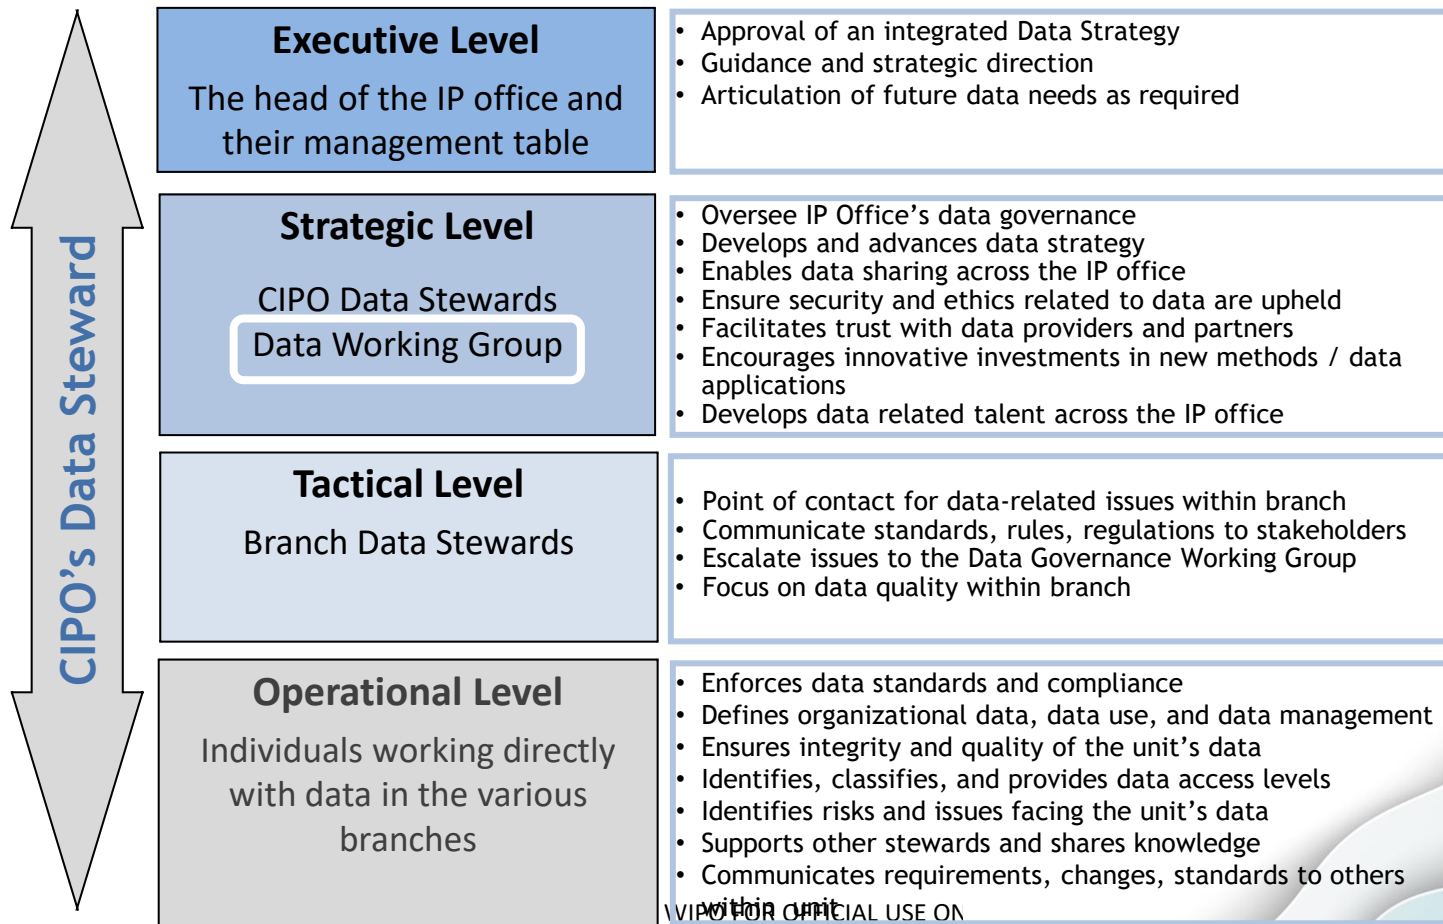 CIPO's Data Steward
Executive Level
The head of the IP office and
their management table
• Approval of an integrated Data Strategy
• Guidance and strategic direction
• Articulation of future data needs as required
Strategic Level
CIPO Data Stewards
Data Working Group
• Oversee IP Office's data governance
• Develops and advances data strategy
• Enables data sharing across the IP office
• Ensure security and ethics related to data are upheld
• Facilitates trust with data providers and partners
• Encourages innovative investments in new methods / data
applications
• Develops data related talent across the IP office
Tactical Level
Branch Data Stewards
• Point of contact for data-related issues within branch
• Communicate standards, rules, regulations to stakeholders
• Escalate issues to the Data Governance Working Group
• Focus on data quality within branch
Operational Level
Individuals working directly
with data in the various
branches
• Enforces data standards and compliance
• Defines organizational data, data use, and data management
• Ensures integrity and quality of the unit's data
• Identifies, classifies, and provides data access levels
• Identifies risks and issues facing the unit's data
• Supports other stewards and shares knowledge
• Communicates requirements, changes, standards to others
within unit
WIPO FOR OFFICIAL USE ON